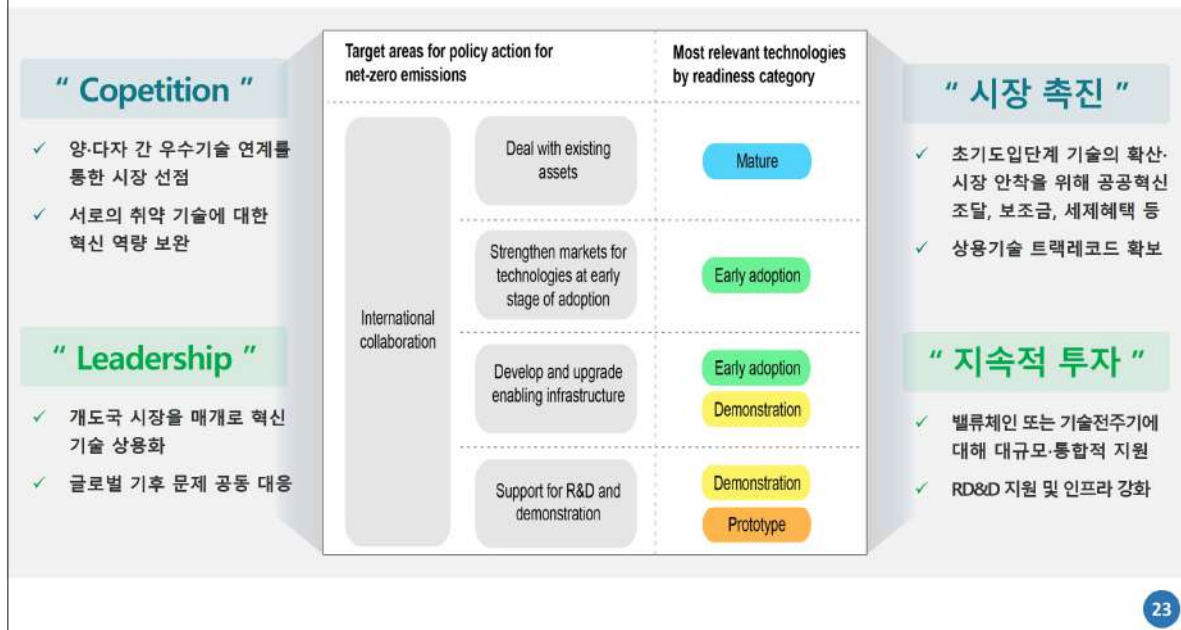 “ Copetition ”
✓ 양·다자 간 우수기술 연계를
통한 시장 선점
✓ 서로의 취약 기술에 대한
혁신 역량 보완
“ Leadership ”
✓ 개도국 시장을 매개로 혁신
기술 상용화
✓ 글로벌 기후 문제 공동 대응
Target areas for policy action for
net-zero emissions
Most relevant technologies
by readiness category
International
collaboration
Deal with existing
assets
Mature
Strengthen markets for
technologies at early
stage of adoption
Early adoption
Develop and upgrade
enabling infrastructure
Early adoption
Demonstration
Support for R&D and
demonstration
Demonstration
Prototype
“ 시장 촉진 ”
✓ 초기도입단계 기술의 확산·
시장 안착을 위해 공공혁신
조달, 보조금, 세제혜택 등
✓ 상용기술 트랙레코드 확보
“ 지속적 투자 ”
✓ 밸류체인 또는 기술전주기에
대해 대규모·통합적 지원
✓ RD&D 지원 및 인프라 강화
23